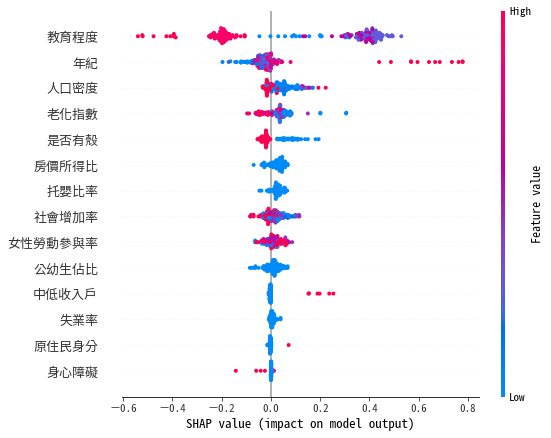 High
教育程度
年紀
人口密度
老化指數
是否有殼
房價所得比
托嬰比率
社會增加率
女性勞動參與率
公幼生佔比
中低收入戶
失業率
原住民身分
身心障礙
Feature value
Low
−0.6 −0.4 −0.2 0.0 0.2 0.4 0.6 0.8
SHAP value (impact on model output)